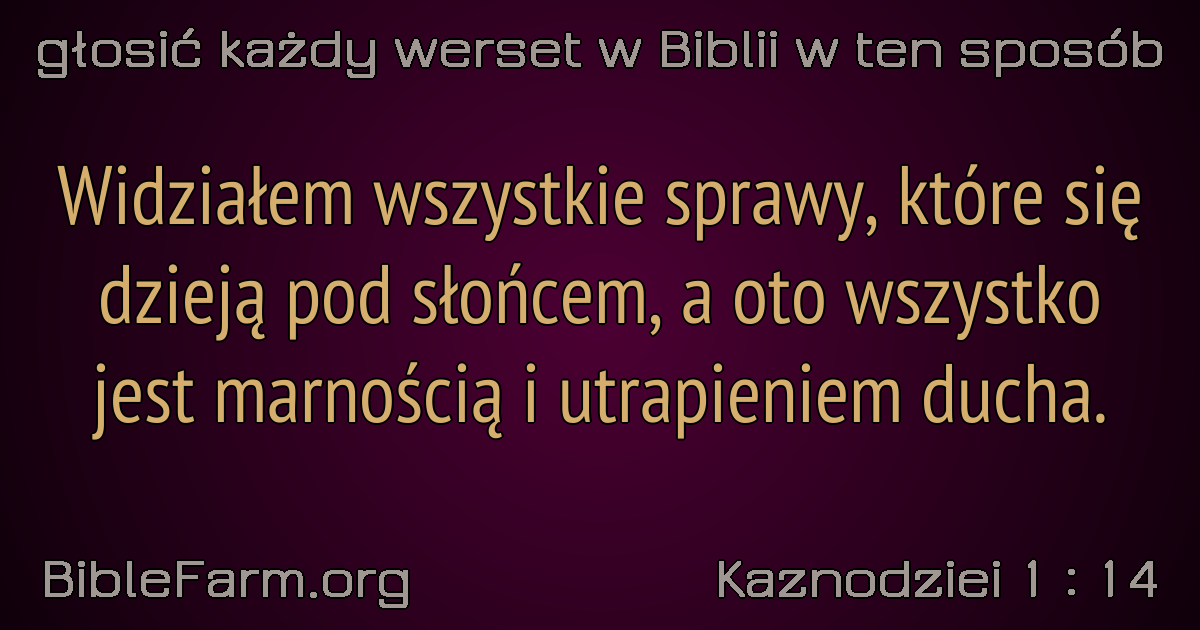 głosić każdy werset w Biblii w ten sposób
Widziałem wszystkie sprawy, które się
dzieją pod słońcem, a oto wszystko
jest marnością i utrapieniem ducha.
BibleFarm.org
Kaznodziei 1 : 14